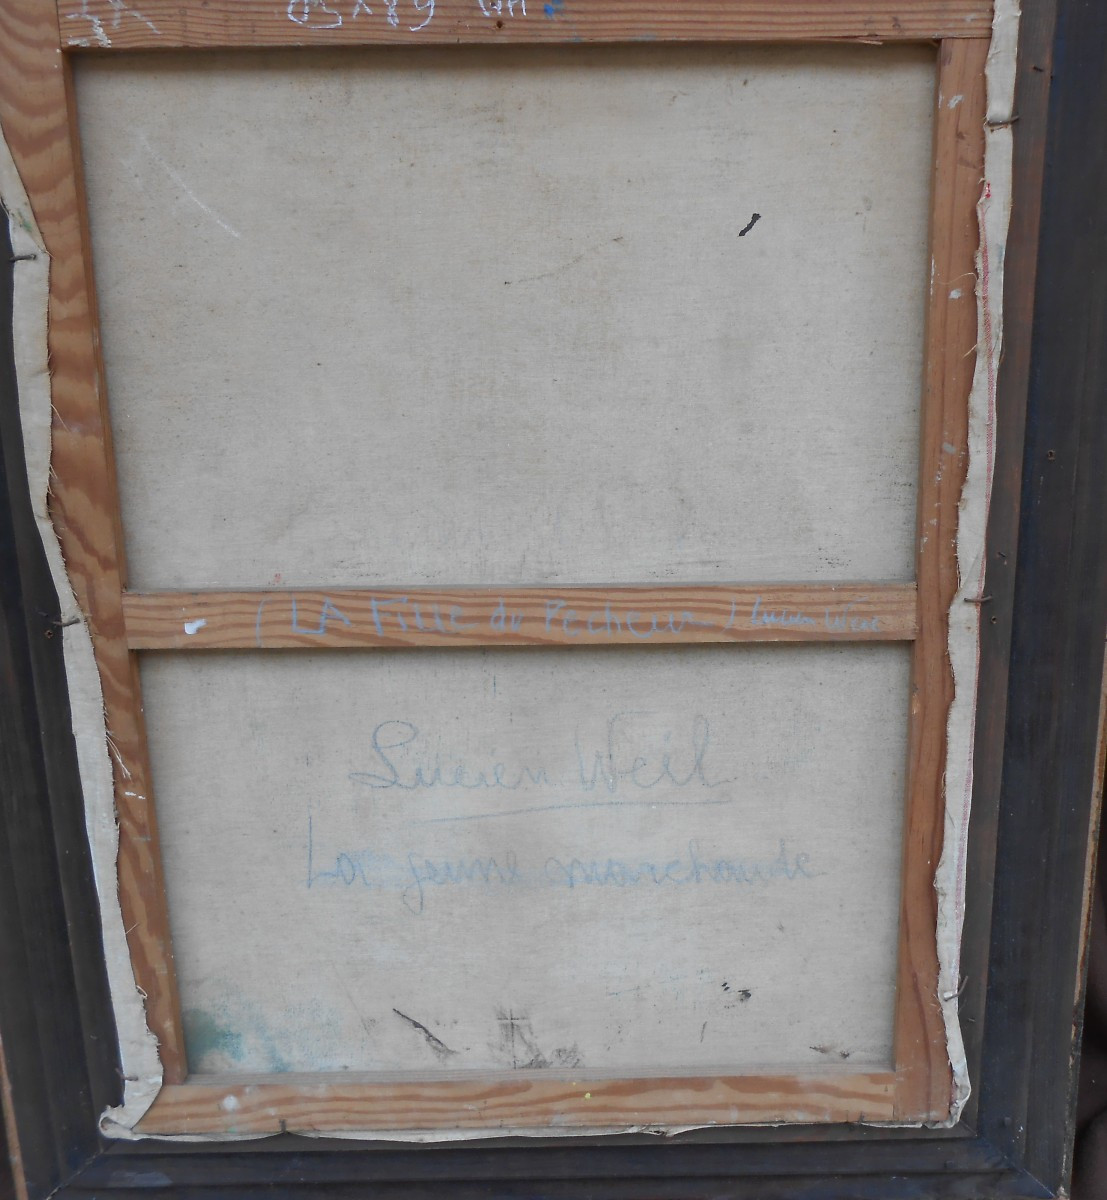 (LA Fille du Pecheur) Lucien Weil
Lucien Weil
La jeune marchande